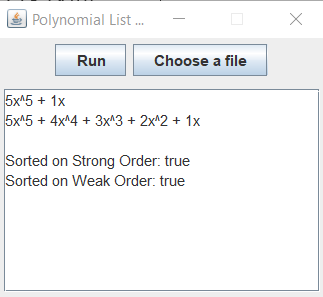 Polynomial List ...
Run
Choose a file
5x^5 + 1x
5x^5 + 4x^4 + 3x^3 + 2x^2 + 1x
Sorted on Strong Order: true
Sorted on Weak Order: true